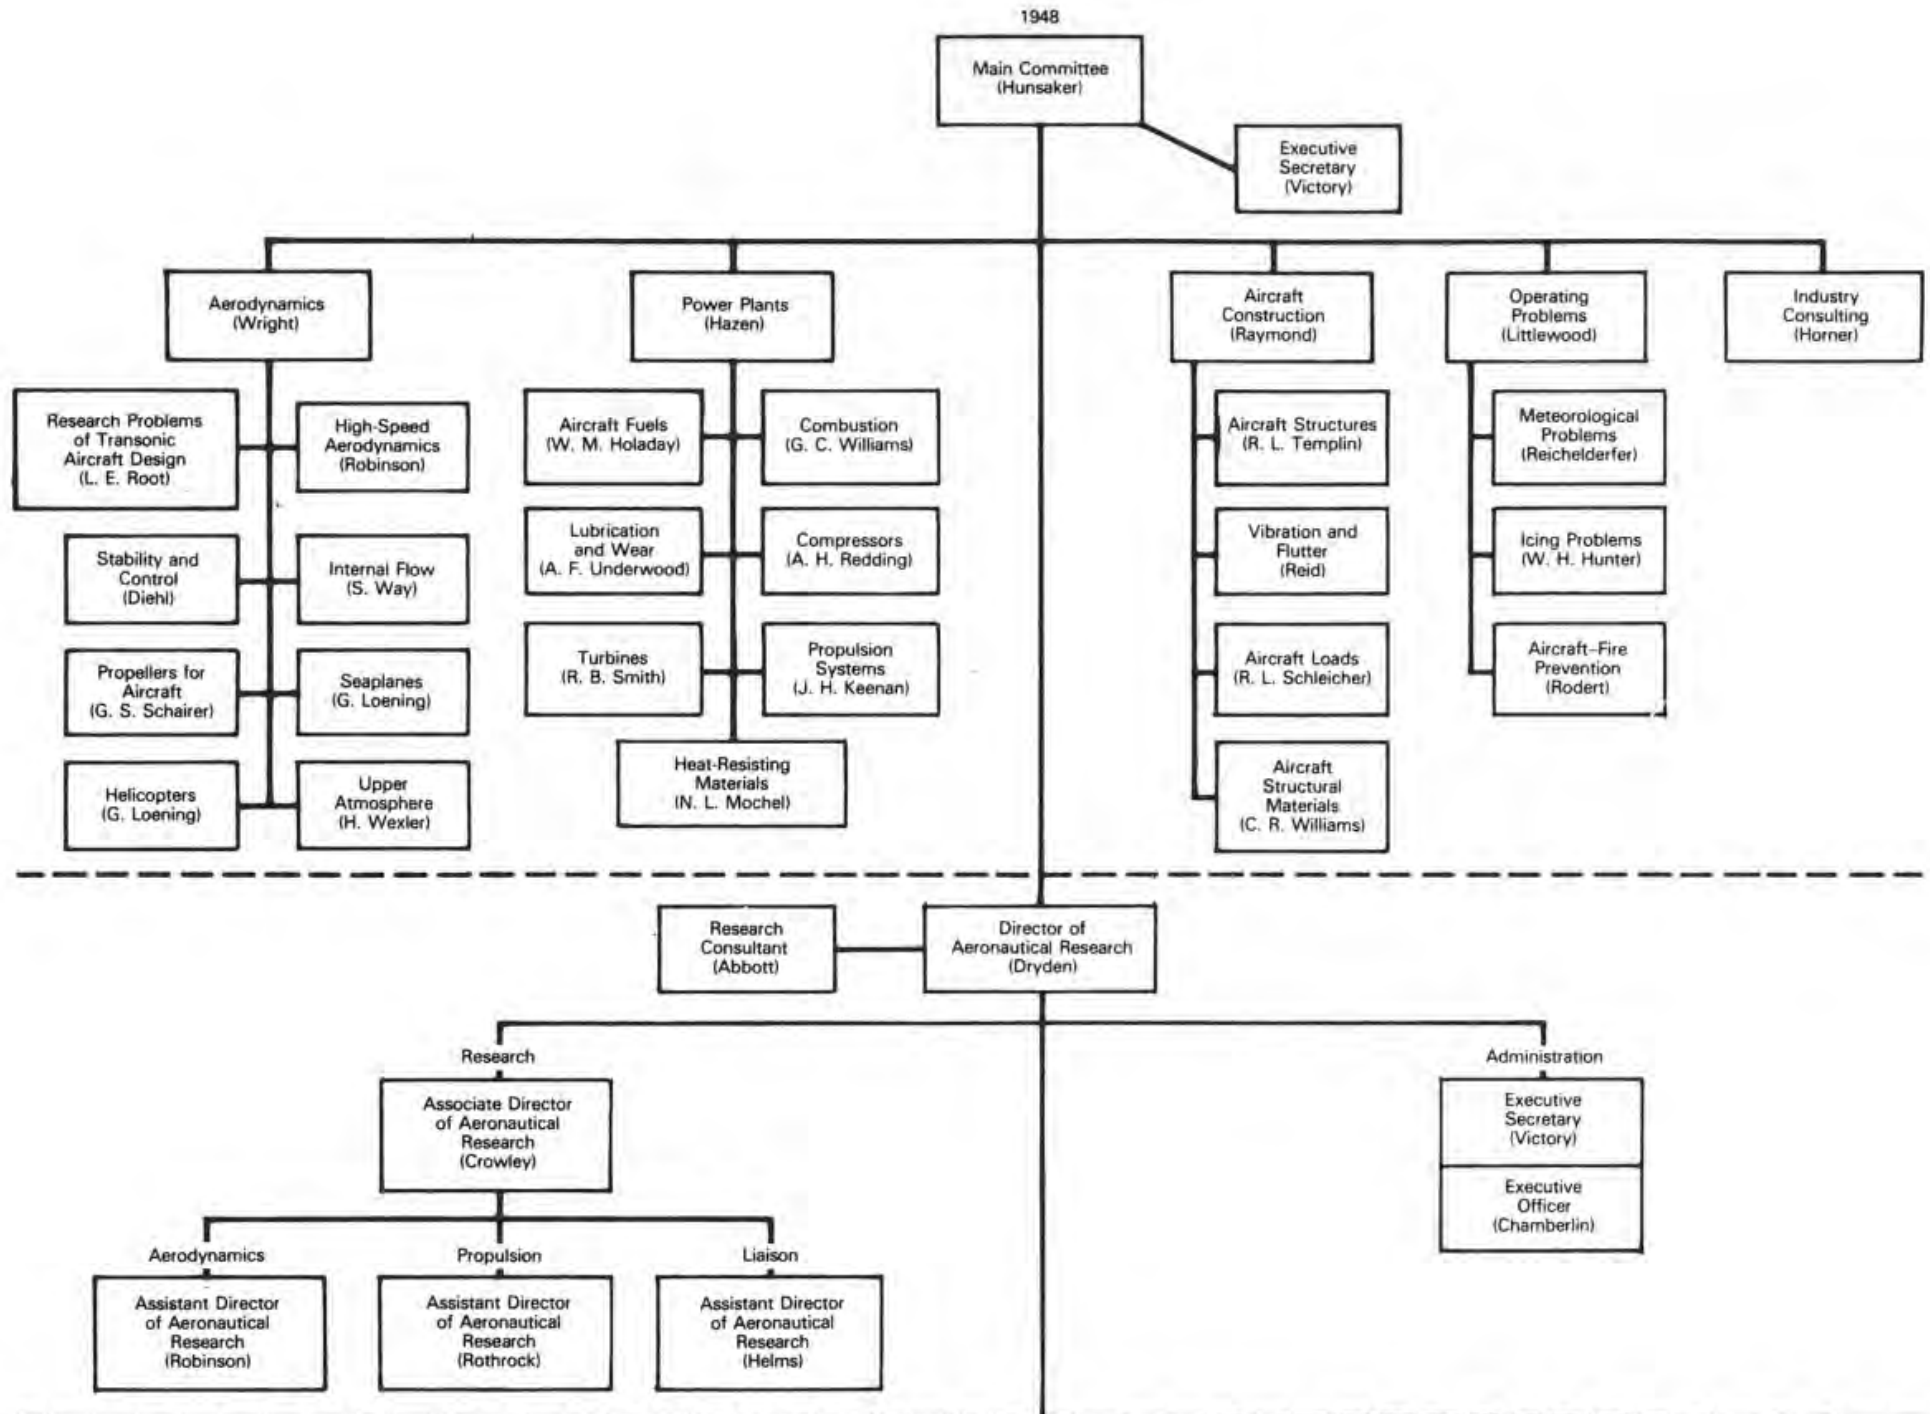 1948
Main Committee
(Hunsaker)
Executive
Secretary
(Victory)
Aerodynamics
(Wright)
Power Plants
(Hazen)
Aircraft
Construction
(Raymond)
Operating
Problems
(Littlewood)
Industry
Consulting
(Horner)
Research Problems
of Transonic
Aircraft Design
(L. E. Root)
High-Speed
Aerodynamics
(Robinson)
Stability and
Control
(Diehl)
Internal Flow
(S. Way)
Propellers for
Aircraft
(G. S. Schairer)
Seaplanes
(G. Loening)
Helicopters
(G. Loening)
Upper
Atmosphere
(H. Wexler)
Aircraft Fuels
(W. M. Holaday)
Combustion
(G. C. Williams)
Lubrication
and Wear
(A. F. Underwood)
Compressors
(A. H. Redding)
Turbines
(R. B. Smith)
Propulsion
Systems
(J. H. Keenan)
Heat-Resisting
Materials
(N. L. Mochel)
Aircraft Structures
(R. L. Templin)
Vibration and
Flutter
(Reid)
Aircraft Loads
(R. L. Schleicher)
Aircraft
Structural
Materials
(C. R. Williams)
Meteorological
Problems
(Reichelderfer)
Icing Problems
(W. H. Hunter)
Aircraft-Fire
Prevention
(Rodert)
Research
Consultant
(Abbott)
Director of
Aeronautical Research
(Dryden)
Research
Associate Director
of Aeronautical
Research
(Crowley)
Administration
Executive
Secretary
(Victory)
Executive
Officer
(Chamberlin)
Aerodynamics
Assistant Director
of Aeronautical
Research
(Robinson)
Propulsion
Assistant Director
of Aeronautical
Research
(Rothrock)
Liaison
Assistant Director
of Aeronautical
Research
(Helms)